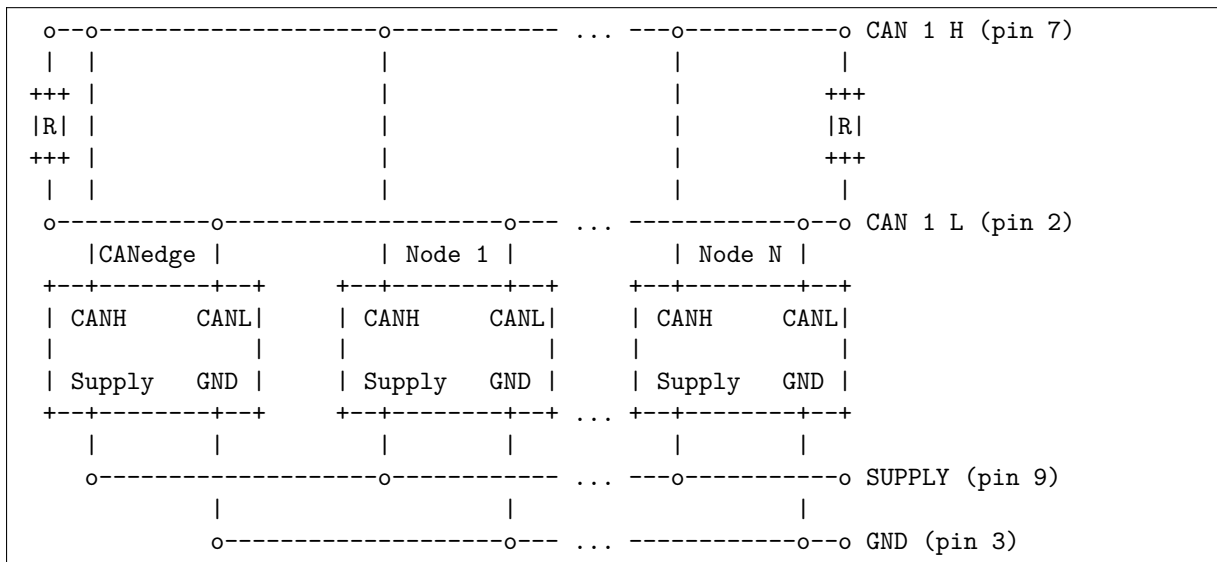 o--o--------------------o------------ ... ---o-----------o CAN 1 H (pin 7)
| | | | |
+++ | | | +++
|R| | | | |R|
+++ | | | +++
| | | | |
o-----------o--------------------o--- ... ------------o--o CAN 1 L (pin 2)
|CANedge | | Node 1 | | Node N |
+--+--------+--+ +--+--------+--+ +--+--------+--+
| CANH CANL| | CANH CANL| | CANH CANL|
| | | | | |
| Supply GND | | Supply GND | | Supply GND |
+--+--------+--+ +--+--------+--+ ... +--+--------+--+
| | | | | |
o--------------------o------------ ... ---o-----------o SUPPLY (pin 9)
| | |
o--------------------o--- ... ------------o--o GND (pin 3)